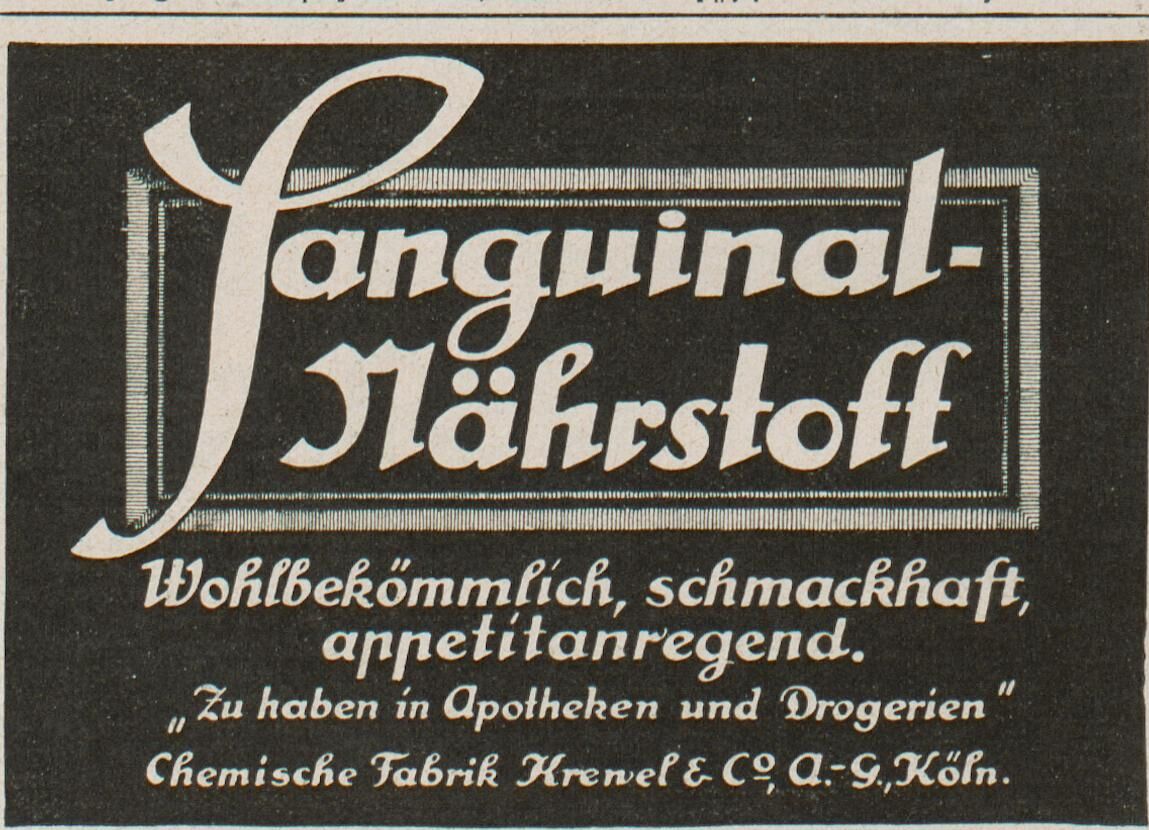 Sanguinal-
Nährstoff
Wohlbekömmlich, schmackhaft,
appetitanregend.
„Zu haben in Apotheken und Drogerien“
Chemische Fabrik Krewel & Cº, A.-G., Köln.